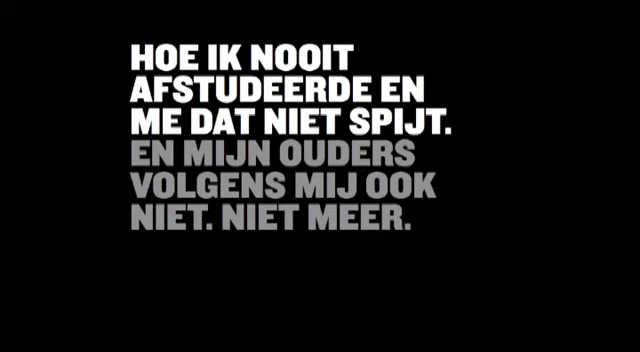 HOE IK NOOIT
AFSTUDEERDE EN
ME DAT NIET SPIJT.
EN MIJN OUDERS
VOLGENS MIJ OOK
NIET. NIET MEER.